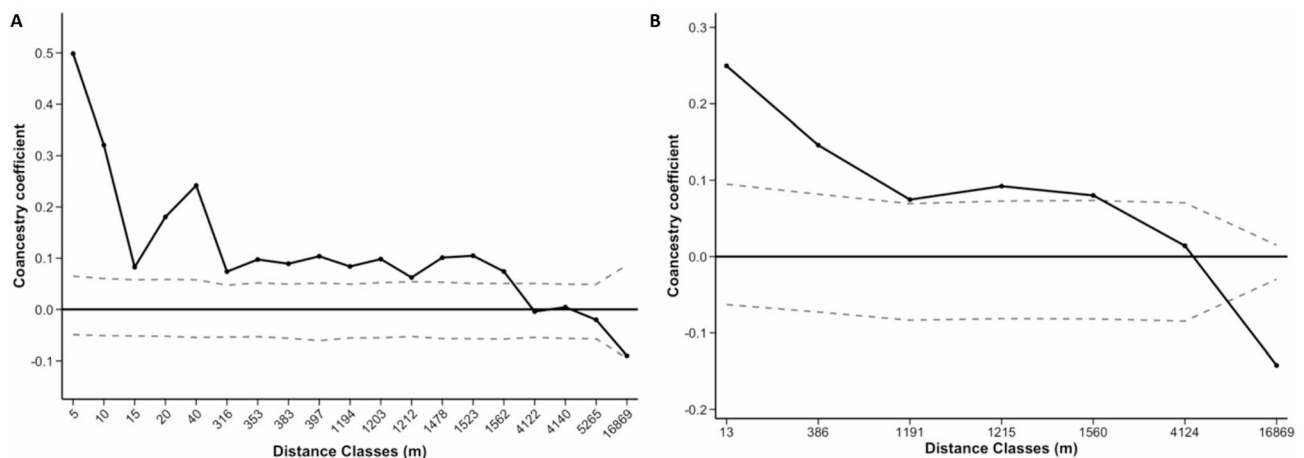 A
Coancestry coefficient
0.5
0.4
0.3
0.2
0.1
0.0
-0.1
5 10 15 20 40 316 353 383 397 1194 1203 1212 1478 1523 1562 4122 4140 5265 16869
Distance Classes (m)
B
Coancestry coefficient
0.3
0.2
0.1
0.0
-0.1
-0.2
13 386 1191 1215 1560 4124 16869
Distance Classes (m)